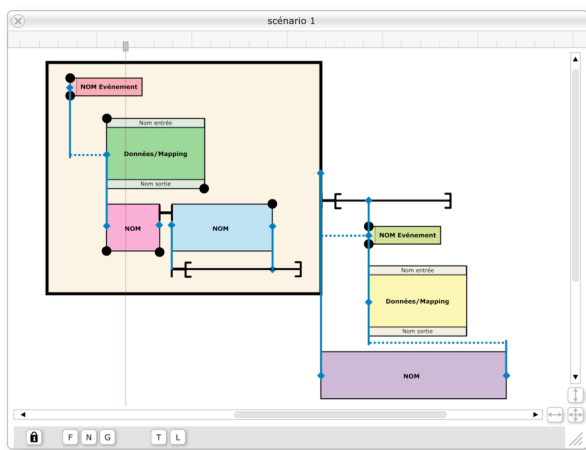 scénario 1
NOM Evénement
Nom entrée
Données/Mapping
Nom sortie
NOM
NOM
NOM Evénement
Nom entrée
Données/Mapping
Nom sortie
NOM
F N G T L